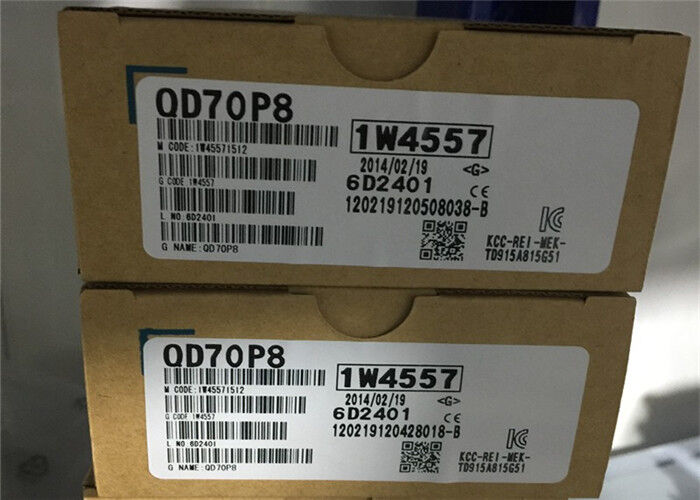 QD70P8
M CODE:1W45571512
1W4557
2014/02/19 <G>
G CODE 1W4557
6D2401 CE
120219120508038-B
L NO.6D2401
G NAME:QD70P8
KCC-REI-MEK-
TD915A815G51
QD70P8
M CODE:1W45571512
1W4557
2014/02/19 <G>
G CODE 1W4557
6D2401 CE
120219120428018-B
L NO.6D2401
G NAME:QD70P8
KCC-REI-MEK-
TD915A815G51